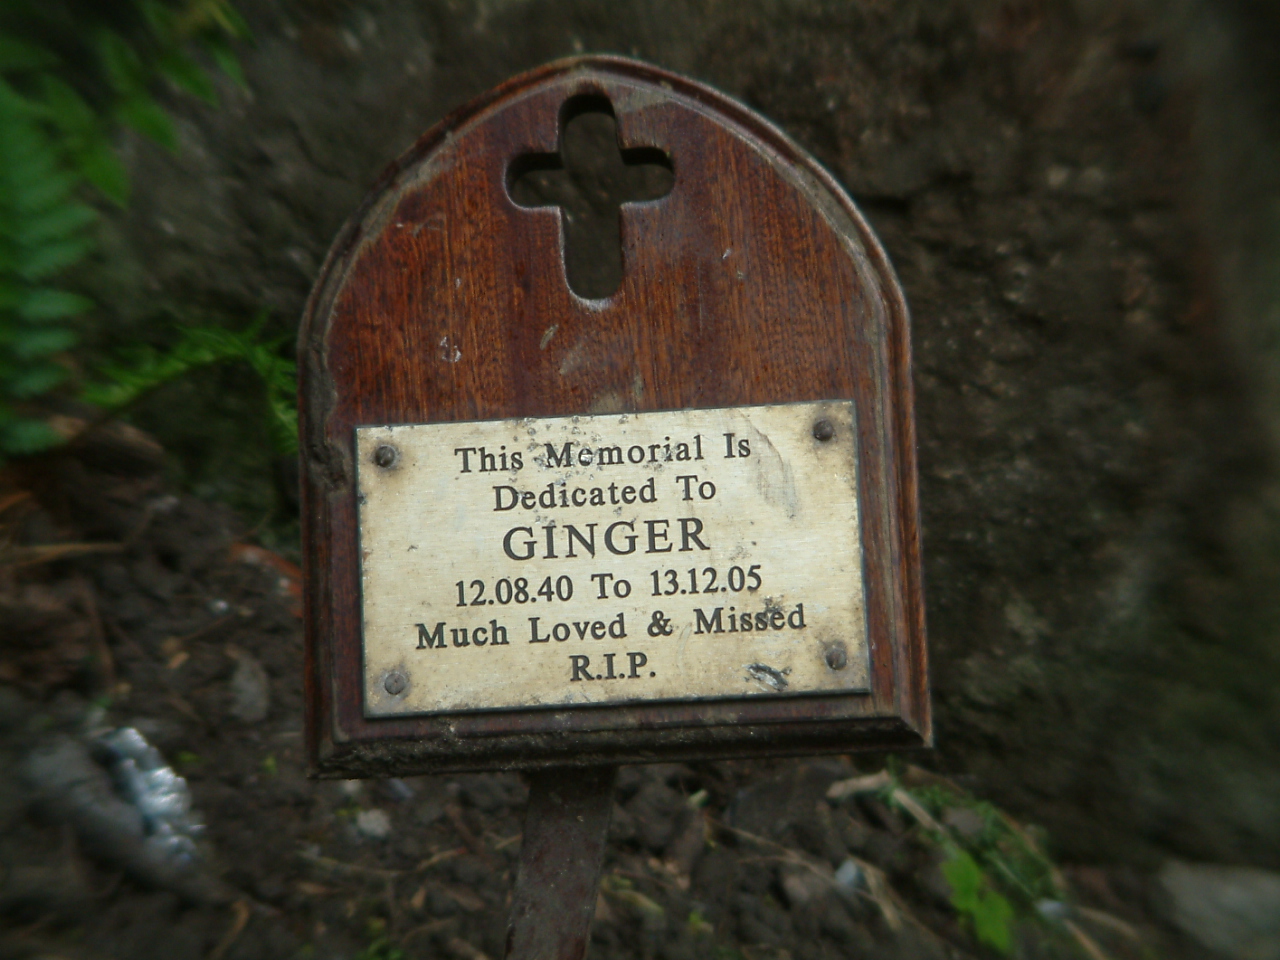 This Memorial Is
Dedicated To
GINGER
12.08.40 To 13.12.05
Much Loved & Missed
R.I.P.